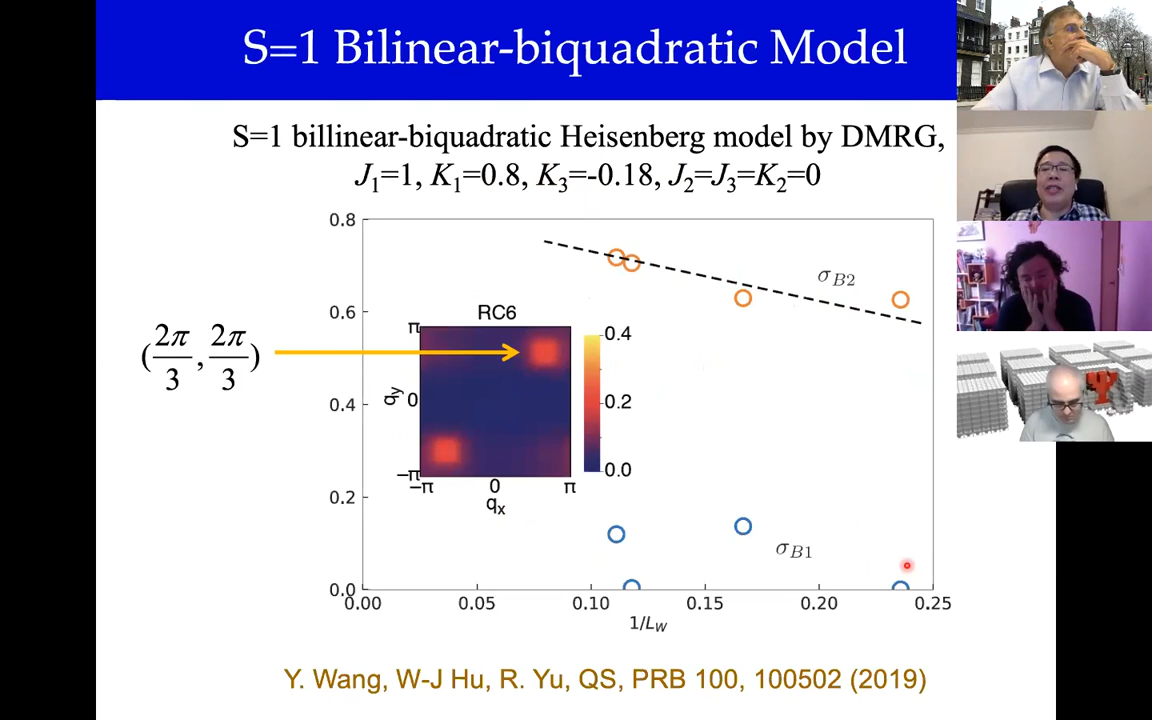 S=1 Bilinear-biquadratic Model
S=1 billinear-biquadratic Heisenberg model by DMRG,
J₁=1, K₁=0.8, K₃=-0.18, J₂=J₃=K₂=0
0.8
0.6
0.4
0.2
0.0
σ_B2
σ_B1
(2π/3, 2π/3)
RC6
π
0
−π
qy
−π 0 π
qx
0.4
0.2
0.0
0.00 0.05 0.10 0.15 0.20 0.25
1/L_W
Y. Wang, W-J Hu, R. Yu, QS, PRB 100, 100502 (2019)